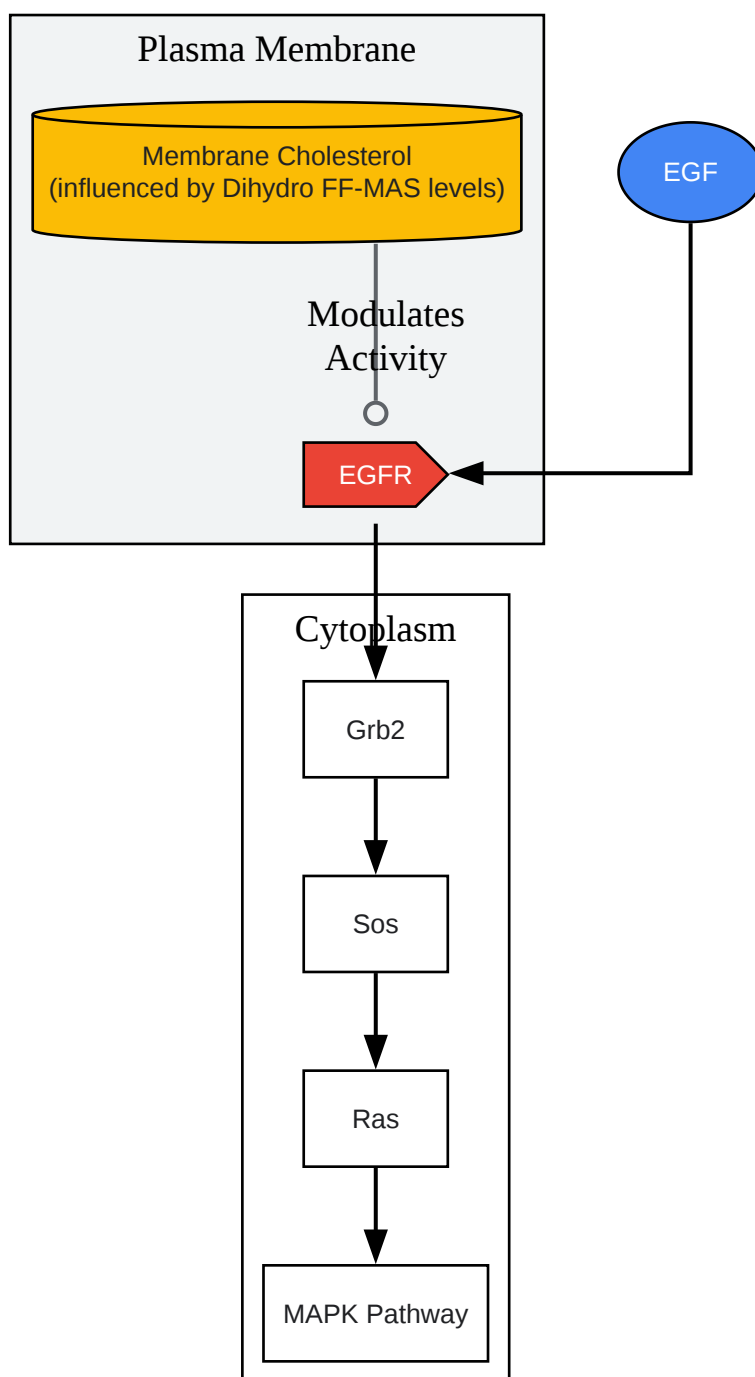 Plasma Membrane
Membrane Cholesterol
(influenced by Dihydro FF-MAS levels)
EGF
Modulates
Activity
EGFR
Cytoplasm
Grb2
Sos
Ras
MAPK Pathway